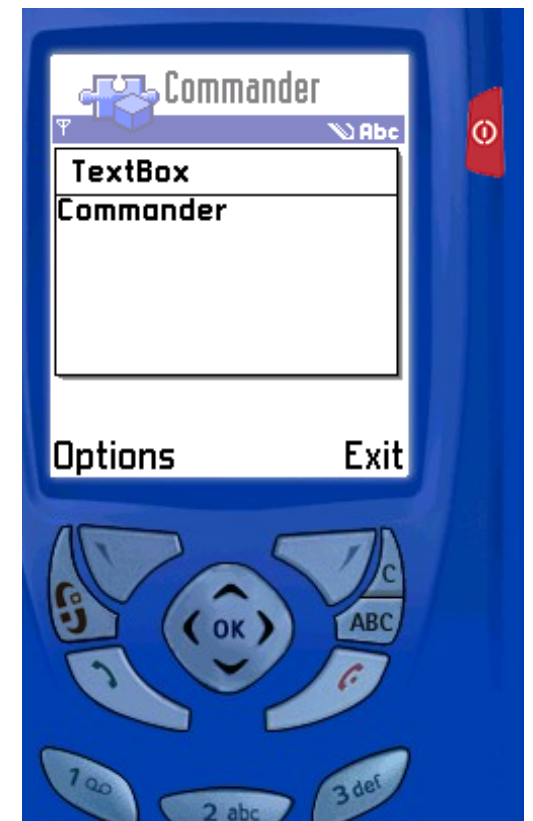 Commander
Abc
TextBox
Commander
Options Exit
C
OK ABC
1 2 abc 3 def